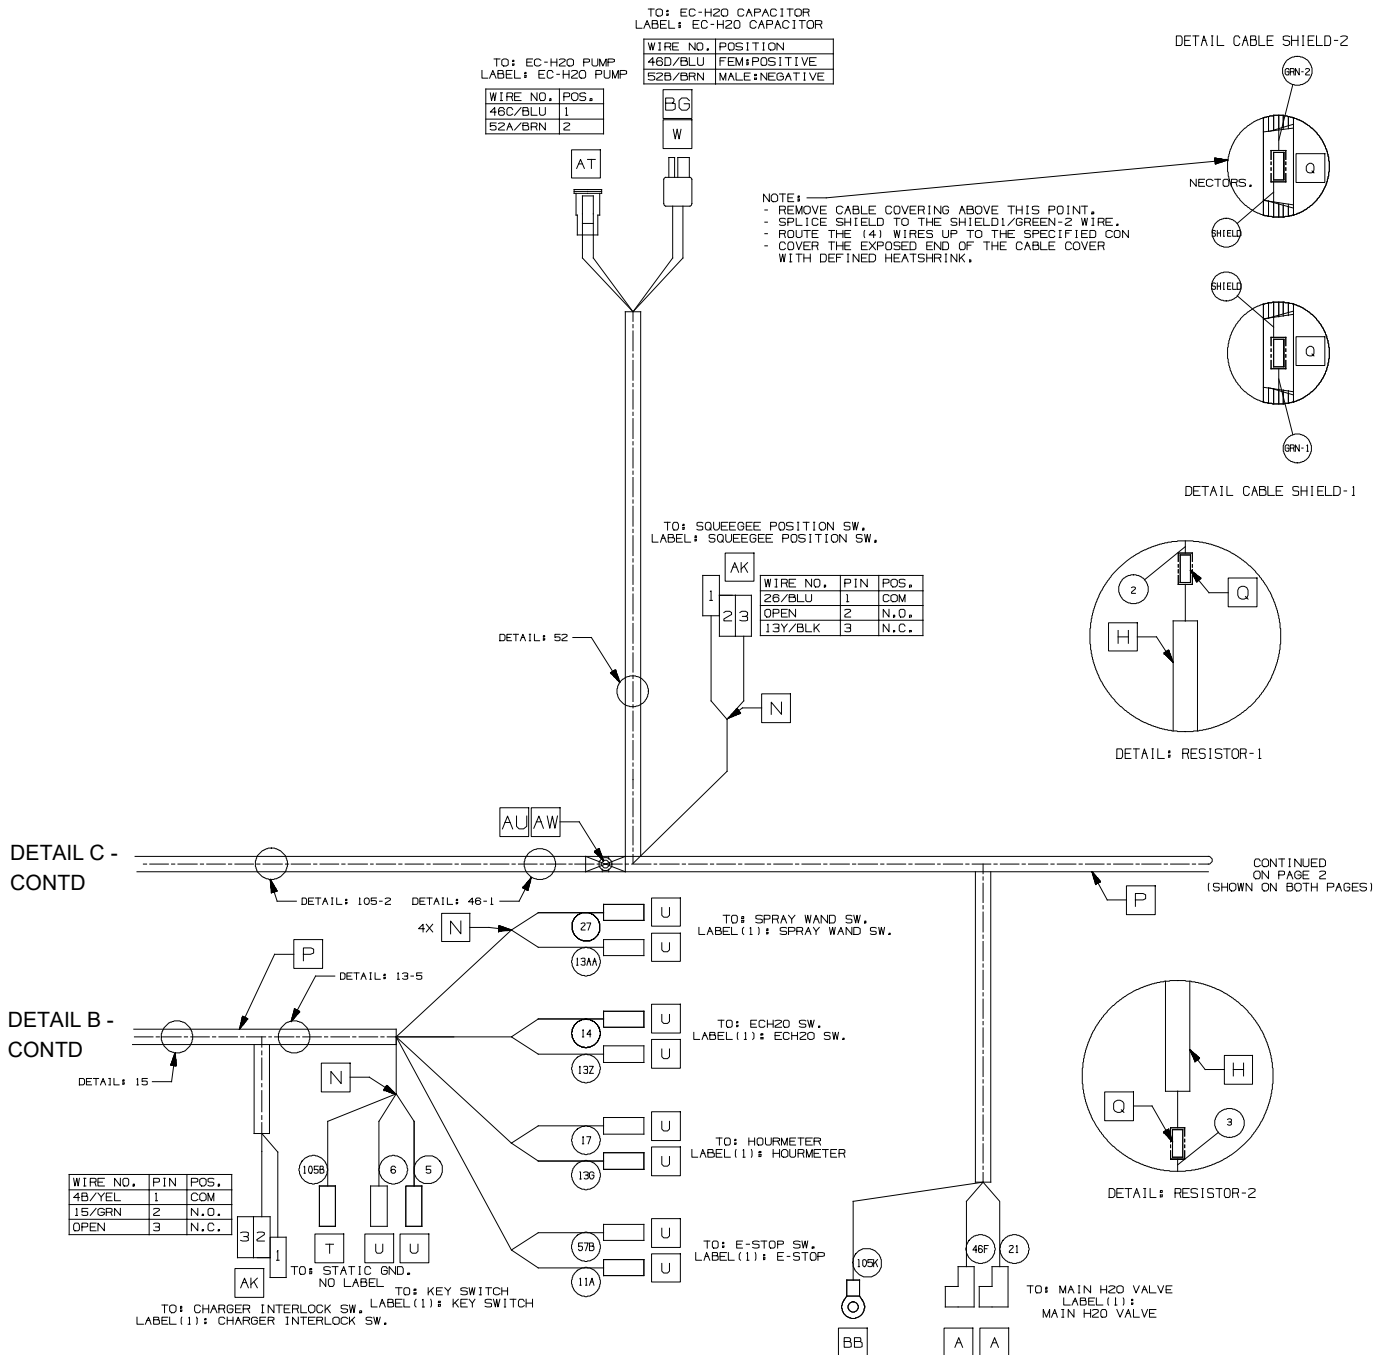 TO: EC-H2O CAPACITOR
LABEL: EC-H2O CAPACITOR
WIRE NO. POSITION
46D/BLU FEM:POSITIVE
52B/BRN MALE:NEGATIVE
BG
W
TO: EC-H2O PUMP
LABEL: EC-H2O PUMP
WIRE NO. POS.
46C/BLU 1
52A/BRN 2
AT
DETAIL CABLE SHIELD-2
GRN-2
Q
NECTORS.
SHIELD
NOTE:
- REMOVE CABLE COVERING ABOVE THIS POINT.
- SPLICE SHIELD TO THE SHIELD1/GREEN-2 WIRE.
- ROUTE THE (4) WIRES UP TO THE SPECIFIED CON
- COVER THE EXPOSED END OF THE CABLE COVER
WITH DEFINED HEATSHRINK.
SHIELD
Q
GRN-1
DETAIL CABLE SHIELD-1
TO: SQUEEGEE POSITION SW.
LABEL: SQUEEGEE POSITION SW.
AK
1
2 3
WIRE NO. PIN POS.
26/BLU 1 COM
OPEN 2 N.O.
13Y/BLK 3 N.C.
N
DETAIL: 52
2
Q
H
DETAIL: RESISTOR-1
AU AW
DETAIL C -
CONTD
DETAIL: 105-2
DETAIL: 46-1
CONTINUED
ON PAGE 2
(SHOWN ON BOTH PAGES)
P
4X N
27
U
13AA
U
TO: SPRAY WAND SW.
LABEL(1): SPRAY WAND SW.
P
DETAIL: 13-5
DETAIL B -
CONTD
DETAIL: 15
14
U
13Z
U
TO: ECH2O SW.
LABEL(1): ECH2O SW.
N
17
U
13G
U
TO: HOURMETER
LABEL(1): HOURMETER
H
Q
3
DETAIL: RESISTOR-2
105B
6
5
T
U
U
WIRE NO. PIN POS.
4B/YEL 1 COM
15/GRN 2 N.O.
OPEN 3 N.C.
3 2
1
AK
TO: STATIC GND.
NO LABEL
TO: KEY SWITCH
LABEL(1): KEY SWITCH
TO: CHARGER INTERLOCK SW.
LABEL(1): CHARGER INTERLOCK SW.
57B
U
11A
U
TO: E-STOP SW.
LABEL(1): E-STOP
105K
BB
46F
21
A
A
TO: MAIN H2O VALVE
LABEL(1):
MAIN H2O VALVE